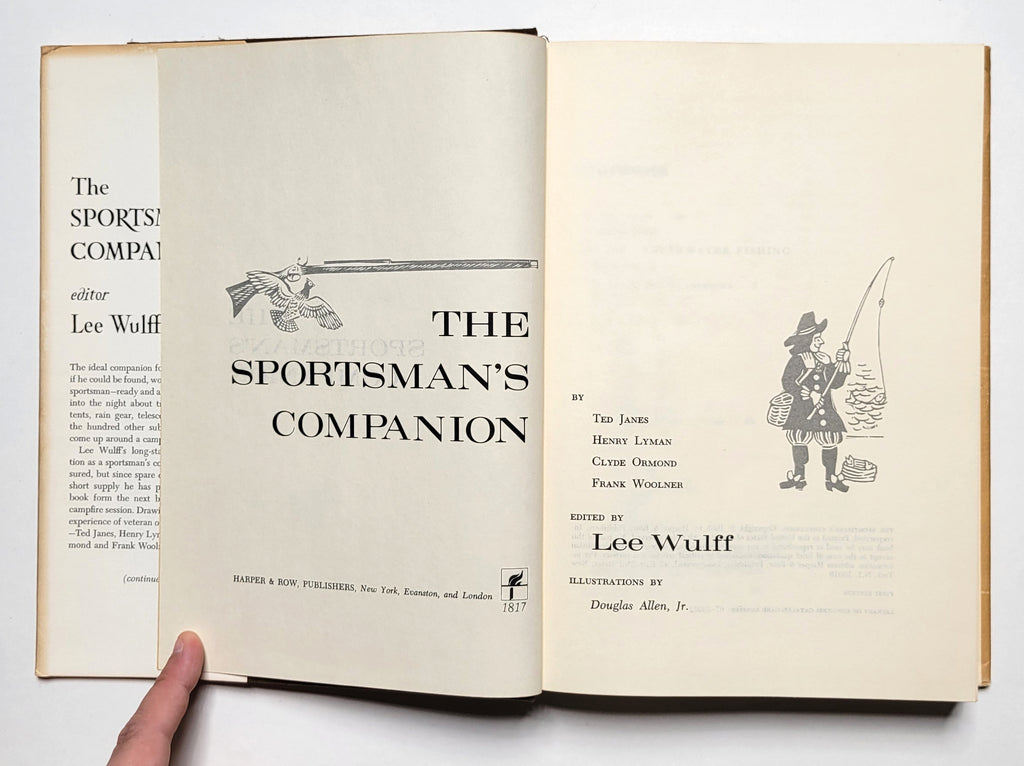 The
SPORTSM
COMPA
editor
Lee Wulff
The ideal companion fo
if he could be found, wo
sportsman—ready and a
into the night about t
tents, rain gear, telesc
the hundred other sub
come up around a cam
Lee Wulff's long-sta
tion as a sportsman's co
sured, but since spare
short supply he has p
book form the next b
campfire session. Drawi
experience of veteran o
—Ted Janes, Henry Lyr
mond and Frank Wool
(continu
THE
SPORTSMAN'S
COMPANION
HARPER & ROW, PUBLISHERS, New York, Evanston, and London
1817
BY
TED JANES
HENRY LYMAN
CLYDE ORMOND
FRANK WOOLNER
EDITED BY
Lee Wulff
ILLUSTRATIONS BY
Douglas Allen, Jr.